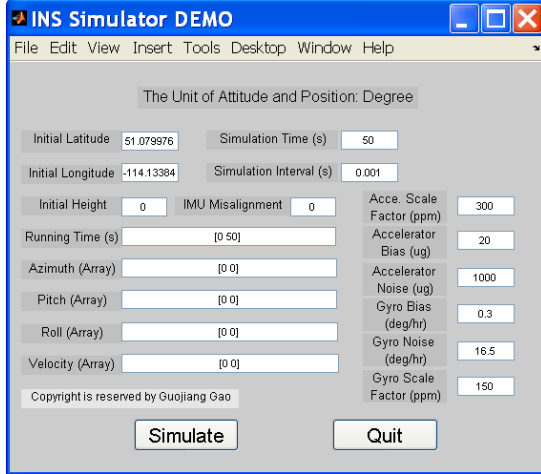 INS Simulator DEMO
File Edit View Insert Tools Desktop Window Help
The Unit of Attitude and Position: Degree
Initial Latitude 51.079976 Simulation Time (s) 50
Initial Longitude -114.13384 Simulation Interval (s) 0.001
Initial Height 0 IMU Misalignment 0
Acce. Scale
Factor (ppm) 300
Running Time (s) [0 50]
Accelerator
Bias (ug) 20
Azimuth (Array) [0 0]
Accelerator
Noise (ug) 1000
Pitch (Array) [0 0]
Gyro Bias
(deg/hr) 0.3
Roll (Array) [0 0]
Gyro Noise
(deg/hr) 16.5
Velocity (Array) [0 0]
Gyro Scale
Factor (ppm) 150
Copyright is reserved by Guojiang Gao
Simulate Quit